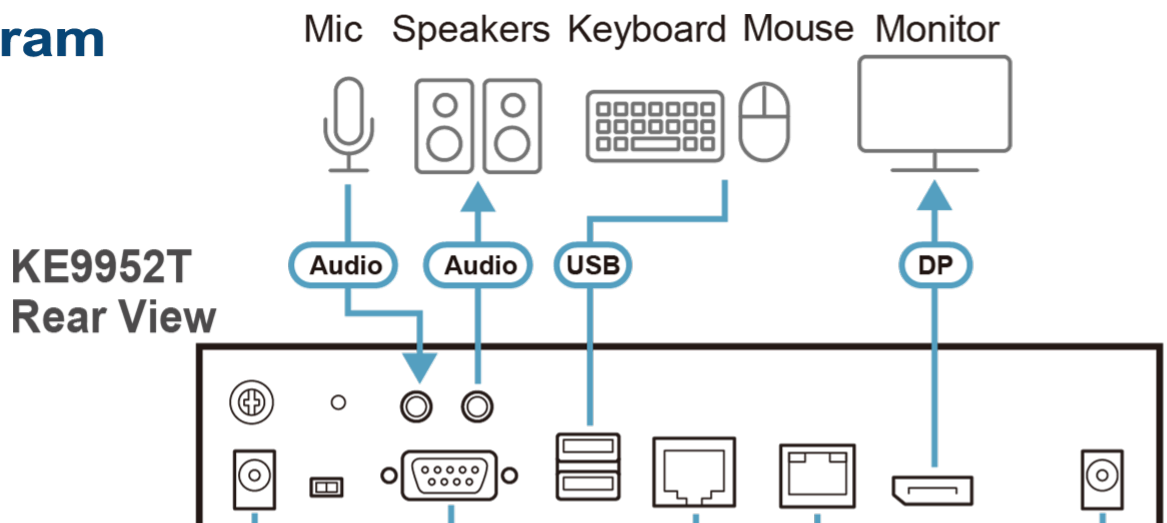 ram
Mic Speakers Keyboard Mouse Monitor
Audio Audio USB DP
KE9952T
Rear View